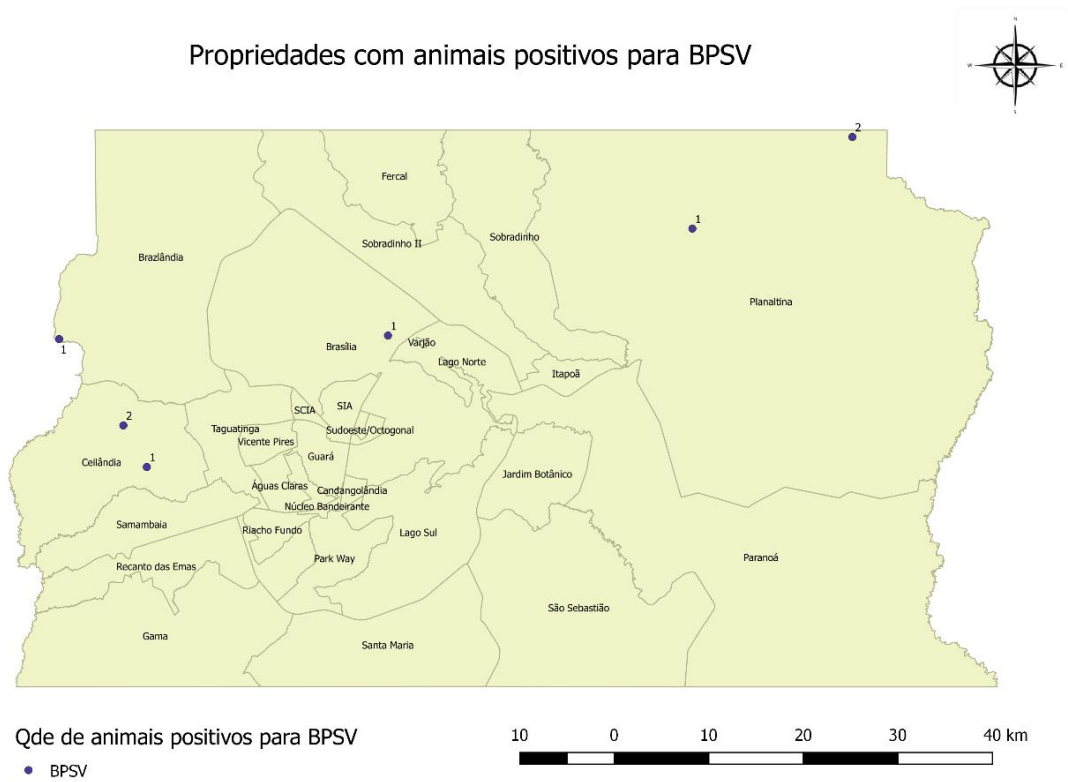 Propriedades com animais positivos para BPSV
N
W
E
S
2
Fercal
1
Sobradinho
Sobradinho II
Brazlândia
Planaltina
1
1
Varjão
Brasília
Lago Norte
Itapoã
SCIA
SIA
2
Taguatinga
Sudoeste/Octogonal
Vicente Pires
Guará
Ceilândia
1
Jardim Botânico
Águas Claras
Candangolândia
Núcleo Bandeirante
Samambaia
Riacho Fundo
Lago Sul
Park Way
Paranoá
Recanto das Emas
São Sebastião
Gama
Santa Maria
Qde de animais positivos para BPSV
BPSV
10 0 10 20 30 40 km